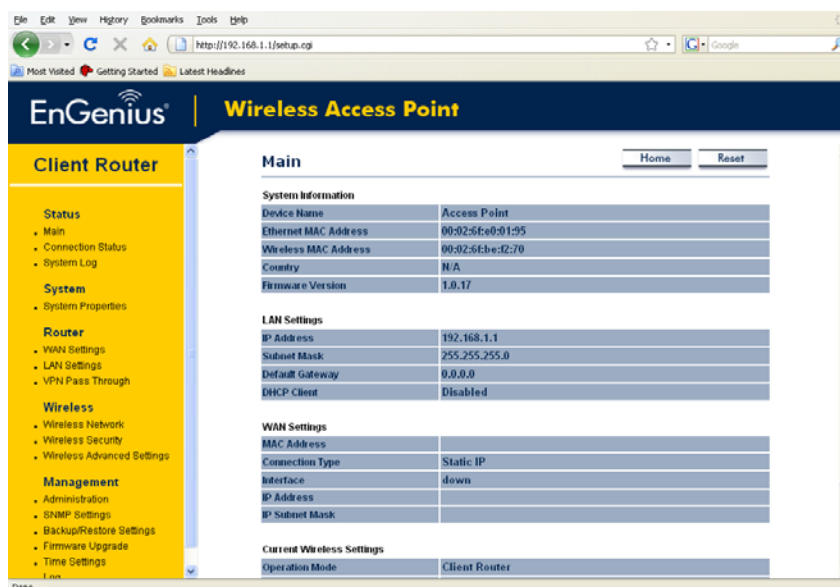 File Edit View History Bookmarks Tools Help
http://192.168.1.1/setup.cgi
Google
Most Visited Getting Started Latest Headlines
EnGenius® Wireless Access Point
Client Router
Status
Main
Connection Status
System Log
System
System Properties
Router
WAN Settings
LAN Settings
VPN Pass Through
Wireless
Wireless Network
Wireless Security
Wireless Advanced Settings
Management
Administration
SNMP Settings
Backup/Restore Settings
Firmware Upgrade
Time Settings
Log
Main Home Reset
System Information
Device Name Access Point
Ethernet MAC Address 00:02:6f:e0:01:95
Wireless MAC Address 00:02:6f:be:f2:70
Country N/A
Firmware Version 1.0.17
LAN Settings
IP Address 192.168.1.1
Subnet Mask 255.255.255.0
Default Gateway 0.0.0.0
DHCP Client Disabled
WAN Settings
MAC Address
Connection Type Static IP
Interface down
IP Address
IP Subnet Mask
Current Wireless Settings
Operation Mode Client Router